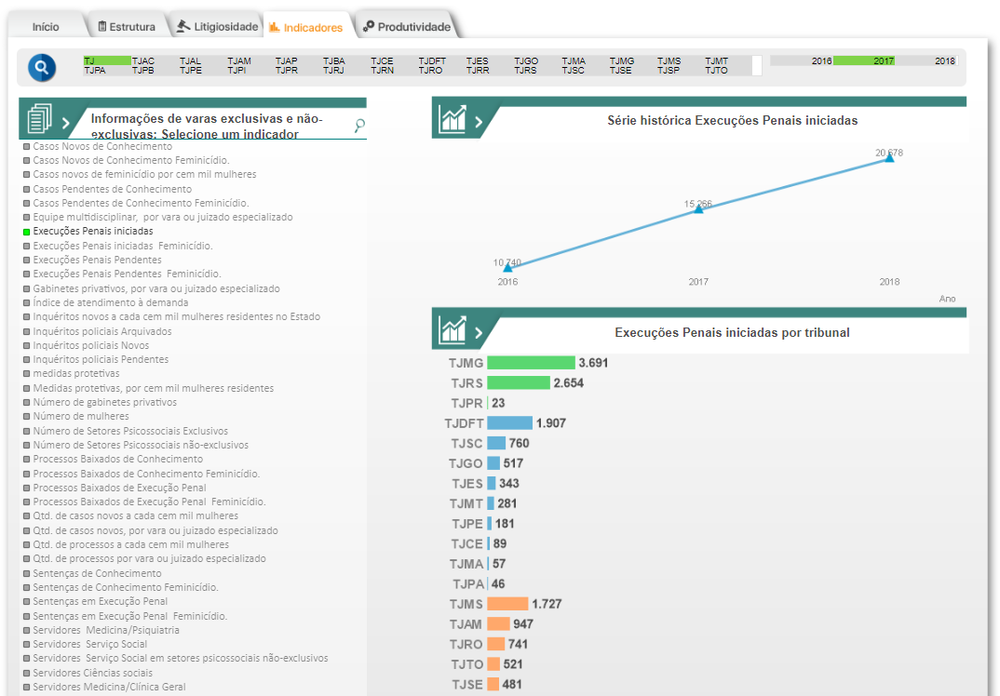 Início
Estrutura
Litigiosidade
Indicadores
Produtividade
TJ TJAC TJAL TJAM TJAP TJBA TJCE TJDFT TJES TJGO TJMA TJMG TJMS TJMT
TJPA TJPB TJPE TJPI TJPR TJRJ TJRN TJRO TJRR TJRS TJSC TJSE TJSP TJTO
2016 2017 2018
Informações de varas exclusivas e não-
exclusivas: Selecione um indicador
Casos Novos de Conhecimento
Casos Novos de Conhecimento Feminicídio.
Casos novos de feminicídio por cem mil mulheres
Casos Pendentes de Conhecimento
Casos Pendentes de Conhecimento Feminicídio.
Equipe multidisciplinar, por vara ou juizado especializado
Execuções Penais iniciadas
Execuções Penais iniciadas Feminicídio.
Execuções Penais Pendentes
Execuções Penais Pendentes Feminicídio.
Gabinetes privativos, por vara ou juizado especializado
Índice de atendimento à demanda
Inquéritos novos a cada cem mil mulheres residentes no Estado
Inquéritos policiais Arquivados
Inquéritos policiais Novos
Inquéritos policiais Pendentes
medidas protetivas
Medidas protetivas, por cem mil mulheres residentes
Número de gabinetes privativos
Número de mulheres
Número de Setores Psicossociais Exclusivos
Número de Setores Psicossociais não-exclusivos
Processos Baixados de Conhecimento
Processos Baixados de Conhecimento Feminicídio.
Processos Baixados de Execução Penal
Processos Baixados de Execução Penal Feminicídio.
Qtd. de casos novos a cada cem mil mulheres
Qtd. de casos novos, por vara ou juizado especializado
Qtd. de processos a cada cem mil mulheres
Qtd. de processos por vara ou juizado especializado
Sentenças de Conhecimento
Sentenças de Conhecimento Feminicídio.
Sentenças em Execução Penal
Sentenças em Execução Penal Feminicídio.
Servidores Medicina/Psiquiatria
Servidores Serviço Social
Servidores Serviço Social em setores psicossociais não-exclusivos
Servidores Ciências sociais
Servidores Medicina/Clínica Geral
Série histórica Execuções Penais iniciadas
20.678
15.266
10.740
2016 2017 2018
Ano
Execuções Penais iniciadas por tribunal
TJMG 3.691
TJRS 2.654
TJPR 23
TJDFT 1.907
TJSC 760
TJGO 517
TJES 343
TJMT 281
TJPE 181
TJCE 89
TJMA 57
TJPA 46
TJMS 1.727
TJAM 947
TJRO 741
TJTO 521
TJSE 481